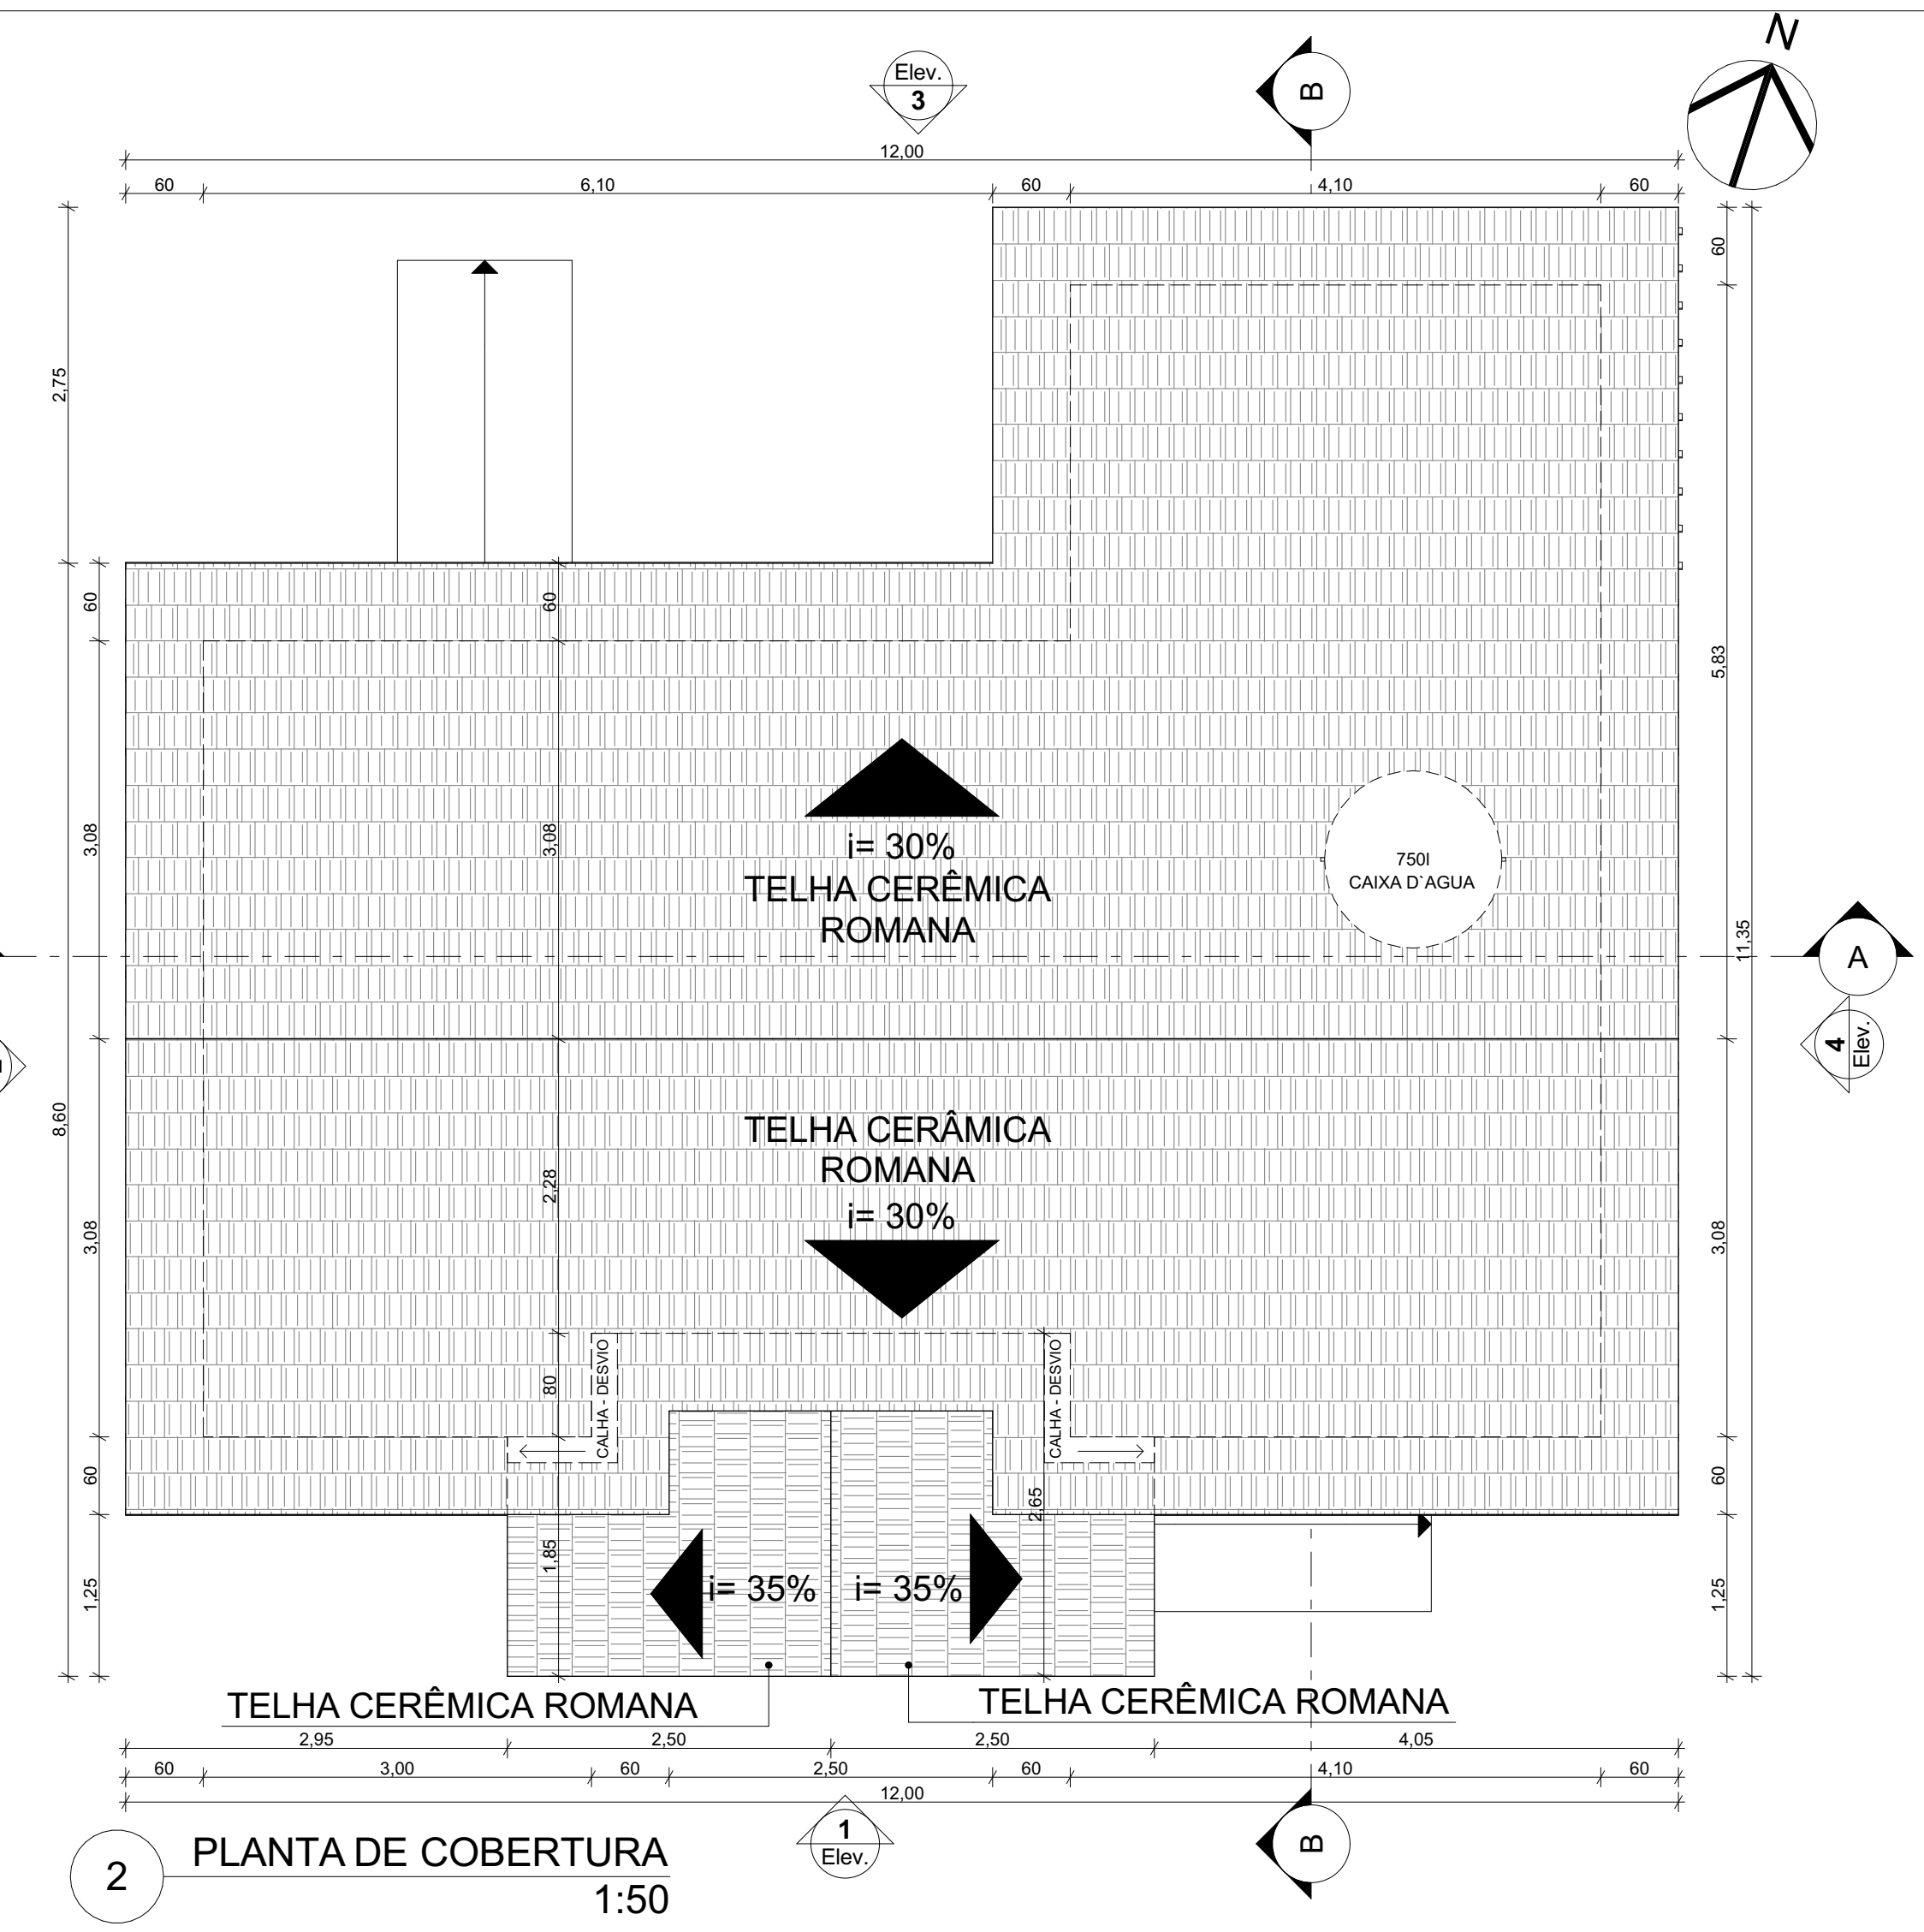 N
Elev.
3
B
12,00
60
6,10
60
4,10
60
2,75
60
60
60
3,08
3,08
5,83
i= 30%
TELHA CERÊMICA
ROMANA
750l
CAIXA D`AGUA
11,35
A
4
Elev.
8,60
TELHA CERÂMICA
ROMANA
i= 30%
2,28
3,08
3,08
80
CALHA - DESVIO
CALHA - DESVIO
60
60
2,65
1,85
1,25
1,25
i= 35%
i= 35%
TELHA CERÊMICA ROMANA
TELHA CERÊMICA ROMANA
2,95
2,50
2,50
4,05
60
3,00
60
2,50
60
4,10
60
12,00
1
Elev.
B
2
PLANTA DE COBERTURA
1:50